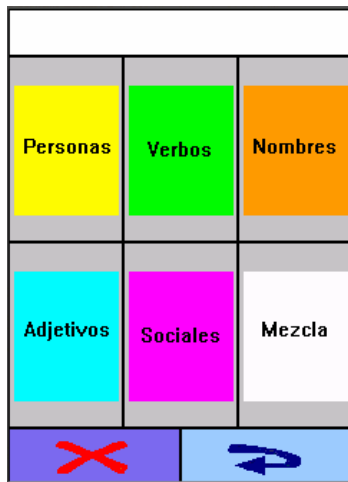 Personas
Verbos
Nombres
Adjetivos
Sociales
Mezcla